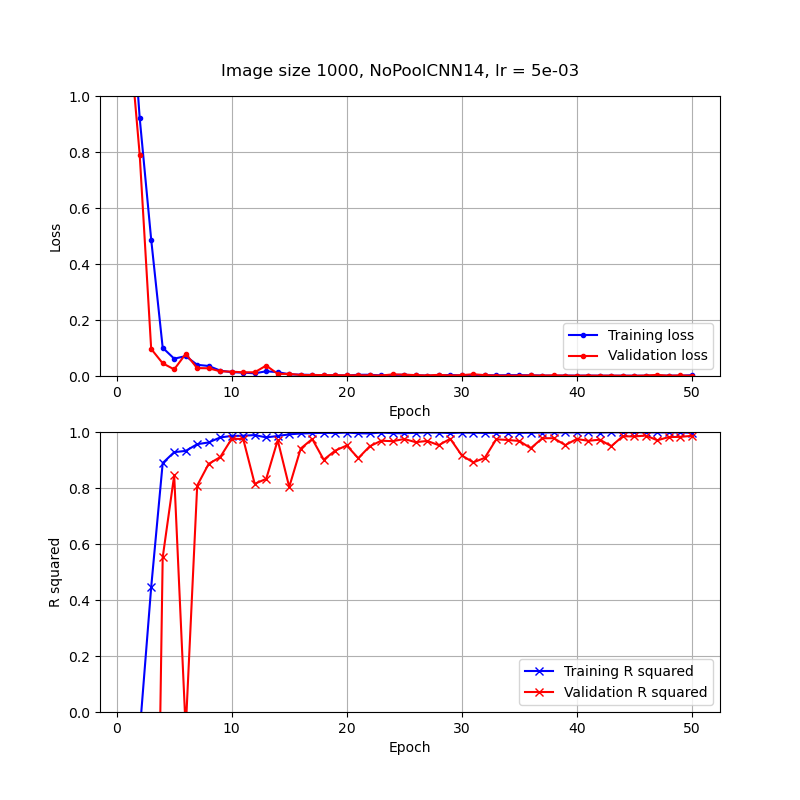 Image size 1000, NoPoolCNN14, lr = 5e-03
1.0
0.8
0.6
0.4
0.2
0.0
Loss
Training loss
Validation loss
0 10 20 30 40 50
Epoch
1.0
0.8
0.6
0.4
0.2
0.0
R squared
Training R squared
Validation R squared
0 10 20 30 40 50
Epoch